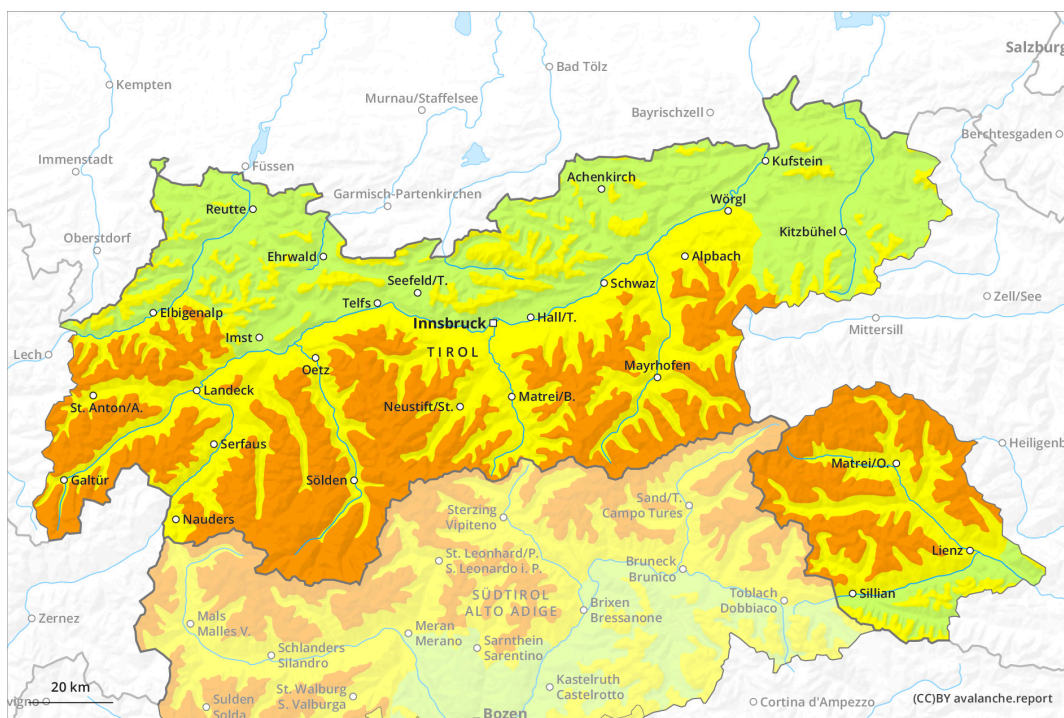 Salzburg
Bad Tölz
Kempten
Murnau/Staffelsee
Bayrischzell
Berchtesgaden
Immenstadt
Füssen
Kufstein
Achenkirch
Garmisch-Partenkirchen
Reutte
Wörgl
Oberstdorf
Kitzbühel
Ehrwald
Alpbach
Seefeld/T.
Schwaz
Zell/See
Telfs
Elbigenalp
Innsbruck
Hall/T.
Mittersill
Imst
TIROL
Lech
Oetz
Mayrhofen
Landeck
Matrei/B.
St. Anton/A.
Neustift/St.
Serfaus
Heiligenb
Matrei/O.
Galtür
Sölden
Sand/T.
Campo Tures
Sterzing
Vipiteno
Nauders
Lienz
St. Leonhard/P.
S. Leonardo i. P.
Bruneck
Brunico
SÜDTIROL
ALTO ADIGE
Toblach
Dobbiaco
Sillian
Brixen
Bressanone
Mals
Malles V.
Zernez
Meran
Merano
Sarnthein
Sarentino
Schlanders
Silandro
Kastelruth
Castelrotto
20 km
St. Walburg
S. Valburga
vigno
Sulden
Solda
Cortina d'Ampezzo
(CC)BY avalanche.report
Bozen